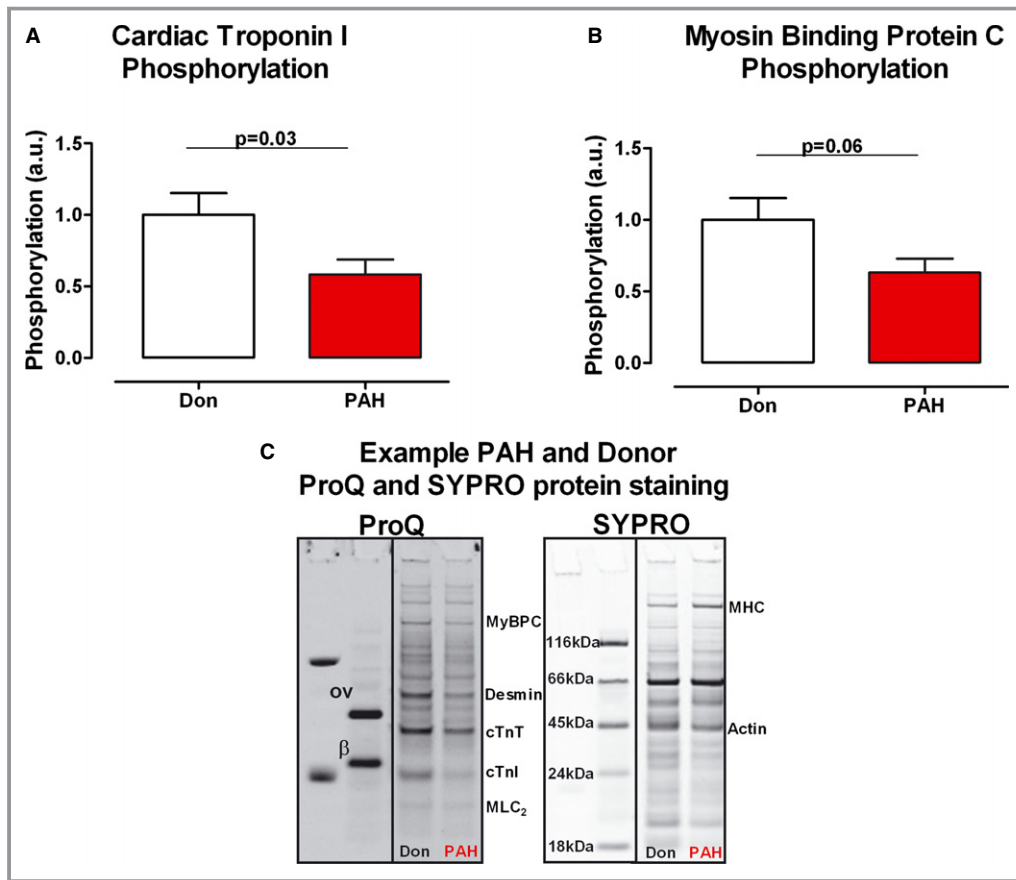 A
Cardiac Troponin I
Phosphorylation
Phosphorylation (a.u.)
1.5
1.0
0.5
0.0
p=0.03
Don
PAH
B
Myosin Binding Protein C
Phosphorylation
Phosphorylation (a.u.)
1.5
1.0
0.5
0.0
p=0.06
Don
PAH
C
Example PAH and Donor
ProQ and SYPRO protein staining
ProQ
ov
β
MyBPC
Desmin
cTnT
cTnI
MLC₂
Don
PAH
SYPRO
116kDa
66kDa
45kDa
24kDa
18kDa
MHC
Actin
Don
PAH